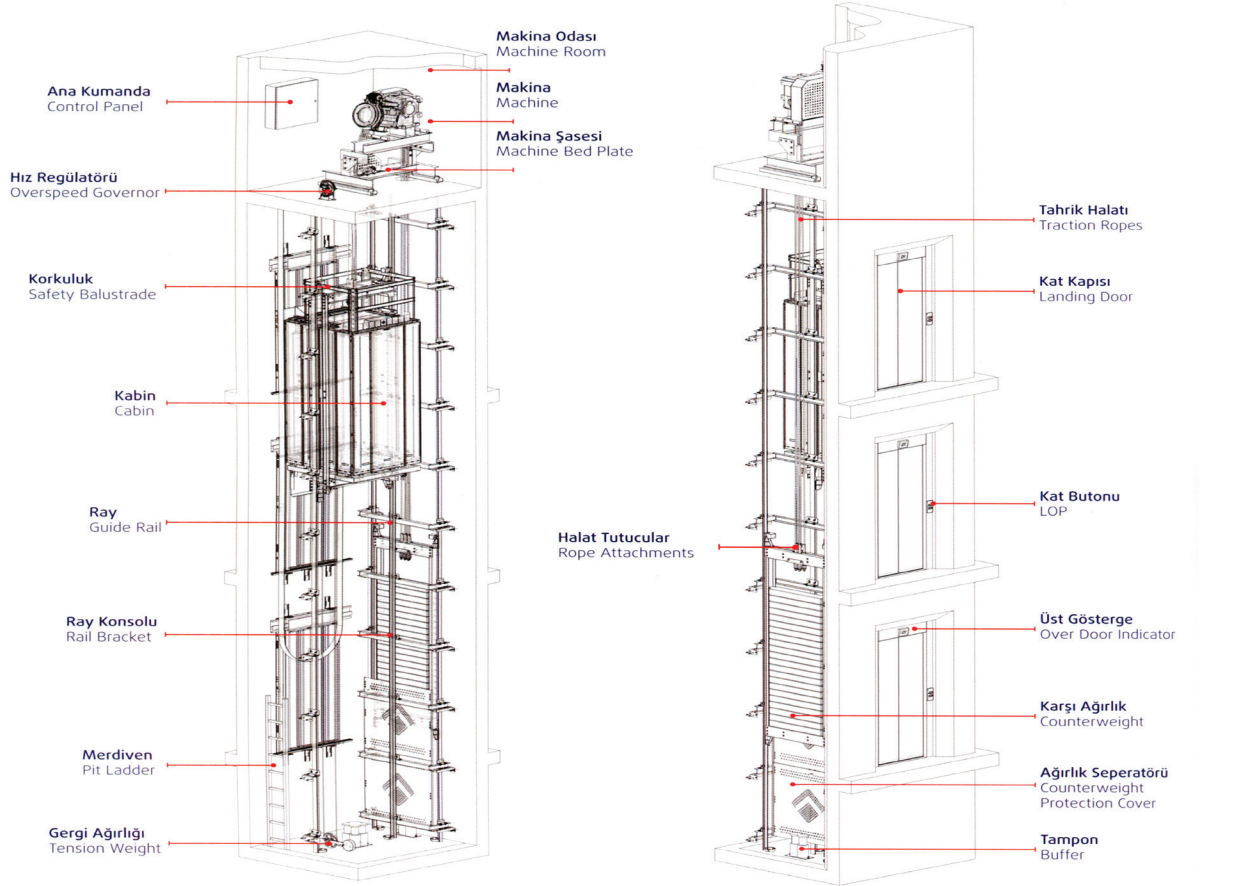 Makina Odası
Machine Room
Ana Kumanda
Control Panel
Makina
Machine
Makina Şasesi
Machine Bed Plate
Hız Regülatörü
Overspeed Governor
Korkuluk
Safety Balustrade
Kabin
Cabin
Ray
Guide Rail
Ray Konsolu
Rail Bracket
Merdiven
Pit Ladder
Gergi Ağırlığı
Tension Weight
Halat Tutucular
Rope Attachments
Tahrik Halatı
Traction Ropes
Kat Kapısı
Landing Door
Kat Butonu
LOP
Üst Gösterge
Over Door Indicator
Karşı Ağırlık
Counterweight
Ağırlık Seperatörü
Counterweight
Protection Cover
Tampon
Buffer